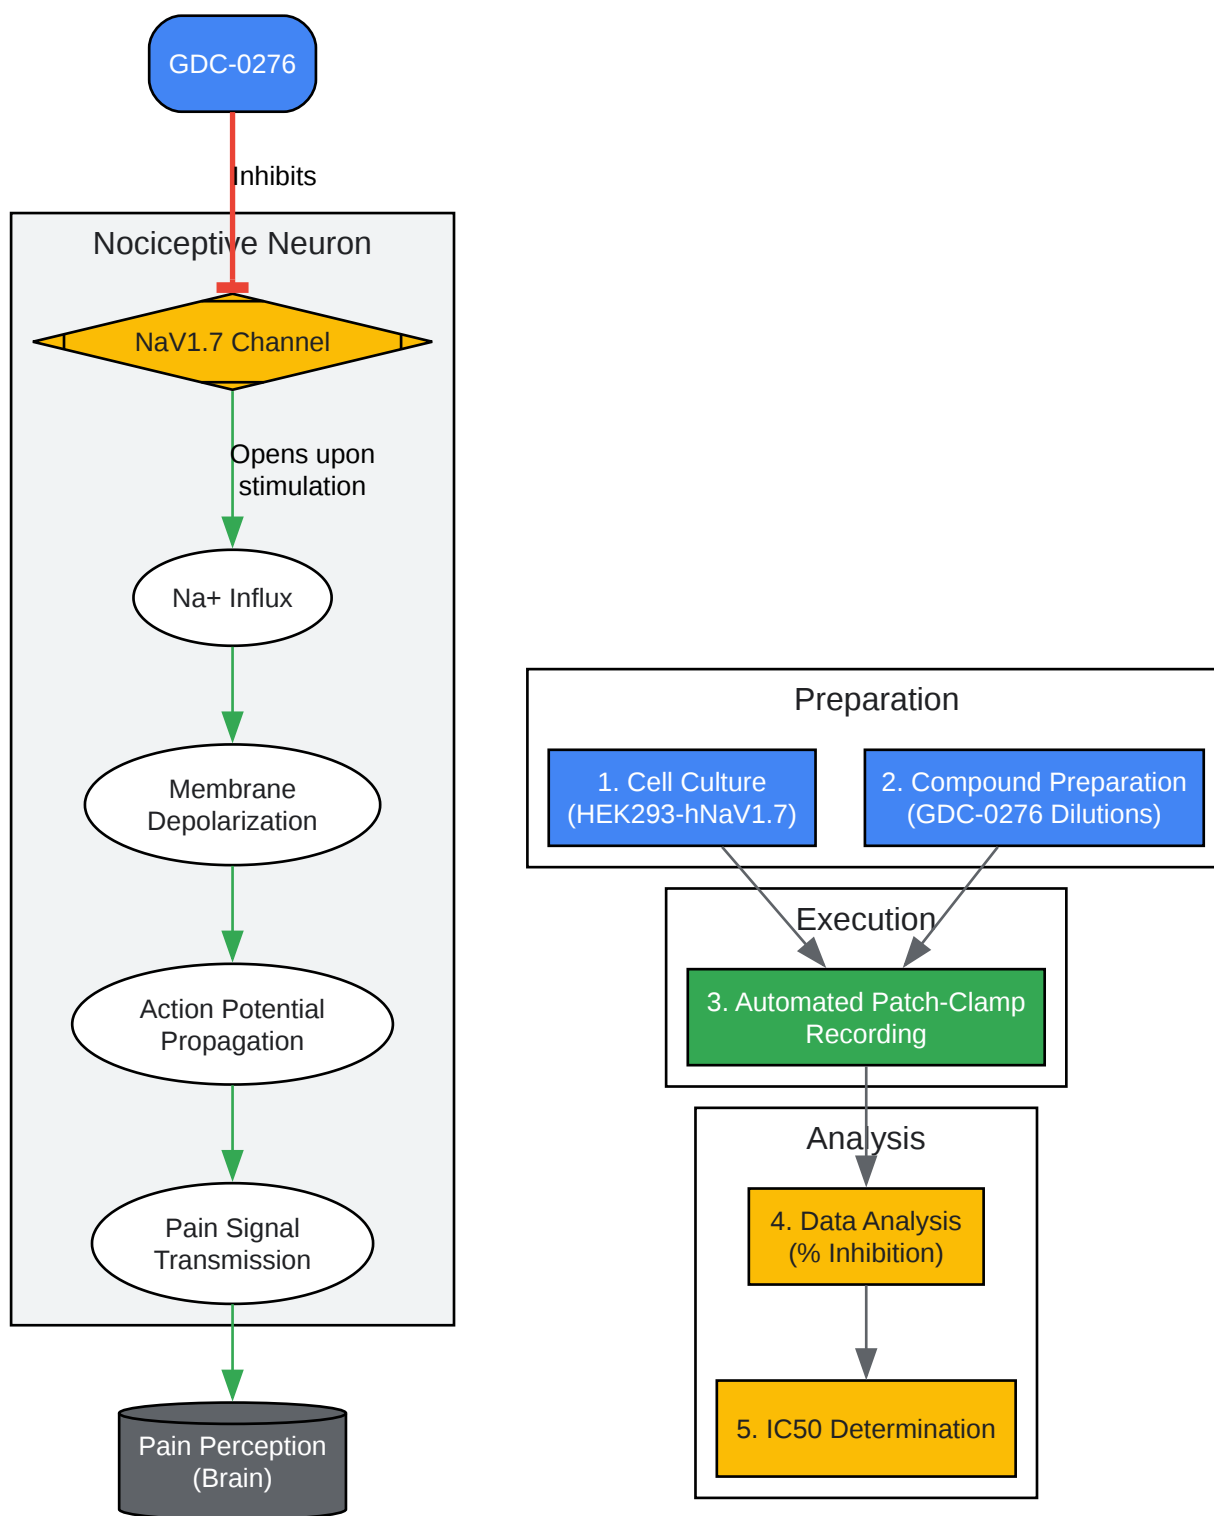 GDC-0276
Inhibits
Nociceptive Neuron
NaV1.7 Channel
Opens upon
stimulation
Na+ Influx
Membrane
Depolarization
Action Potential
Propagation
Pain Signal
Transmission
Pain Perception
(Brain)
Preparation
1. Cell Culture
(HEK293-hNaV1.7)
2. Compound Preparation
(GDC-0276 Dilutions)
Execution
3. Automated Patch-Clamp
Recording
Analysis
4. Data Analysis
(% Inhibition)
5. IC50 Determination